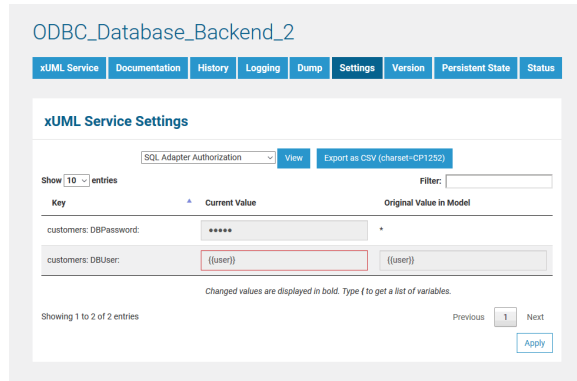 ODBC_Database_Backend_2
xUML Service Documentation History Logging Dump Settings Version Persistent State Status
xUML Service Settings
SQL Adapter Authorization View Export as CSV (charset=CP1252)
Show 10 entries Filter:
Key Current Value Original Value in Model
customers: DBPassword: ●●●●● *
customers: DBUser: {{user}} {{user}}
Changed values are displayed in bold. Type { to get a list of variables.
Showing 1 to 2 of 2 entries Previous 1 Next
Apply